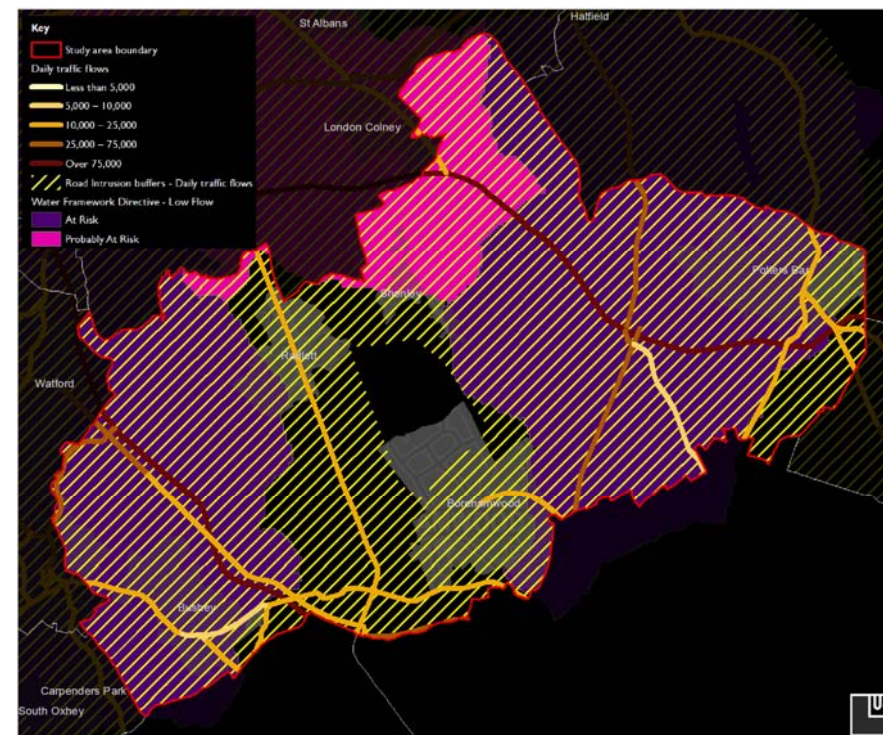 St Albans
Hatfield
Key
Study area boundary
Daily traffic flows
Less than 5,000
5,000 – 10,000
10,000 – 25,000
25,000 – 75,000
Over 75,000
Road Intrusion buffers - Daily traffic flows
Water Framework Directive - Low Flow
At Risk
Probably At Risk
London Colney
Potters Bar
Shenley
Radlett
Watford
Borehamwood
Bushey
Carpenders Park
South Oxhey